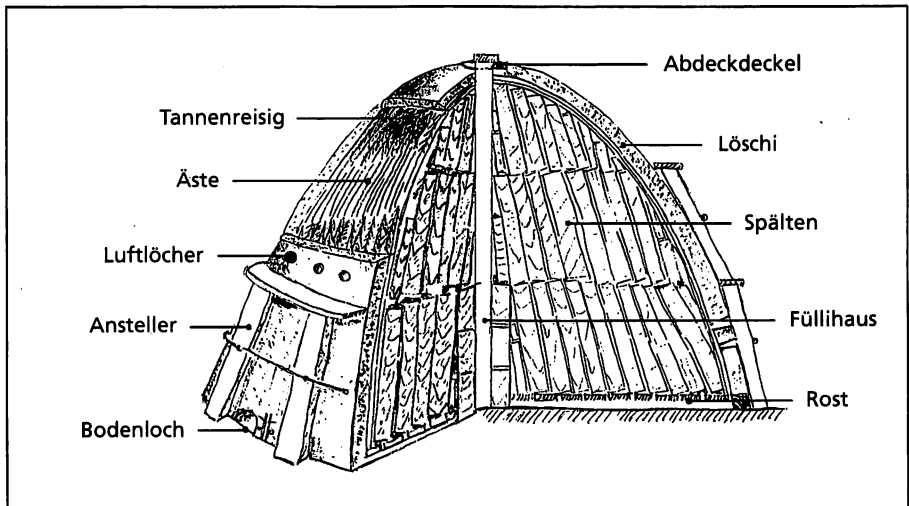 Abdeckdeckel
Tannenreisig
Löschi
Äste
Spälten
Luftlöcher
Ansteller
Füllihaus
Rost
Bodenloch